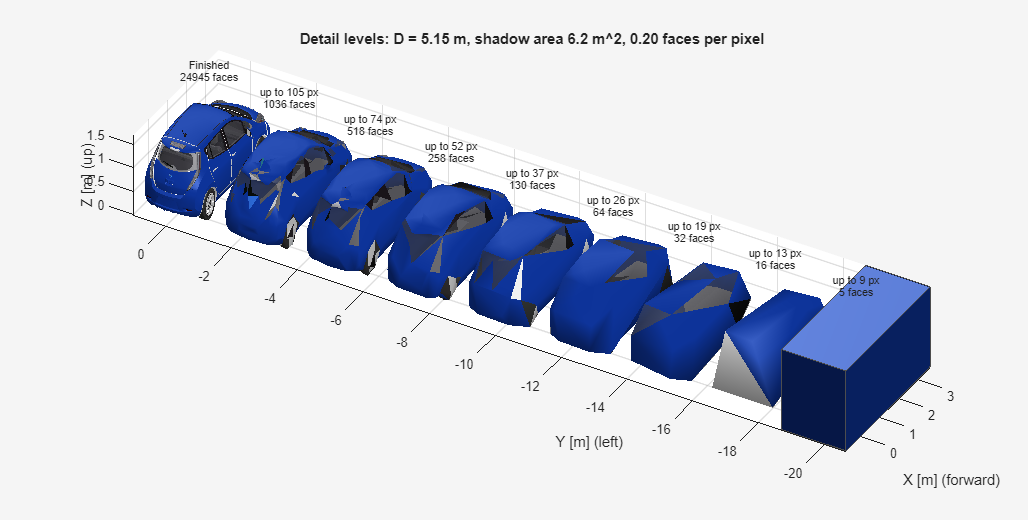 Detail levels: D = 5.15 m, shadow area 6.2 m^2, 0.20 faces per pixel
Finished
24945 faces
up to 105 px
1036 faces
up to 74 px
518 faces
up to 52 px
258 faces
up to 37 px
130 faces
up to 26 px
64 faces
up to 19 px
32 faces
up to 13 px
16 faces
up to 9 px
5 faces
1.5
1
0.5
0
Z [m] (up)
0
-2
-4
-6
-8
-10
-12
-14
-16
-18
-20
Y [m] (left)
0
1
2
3
X [m] (forward)